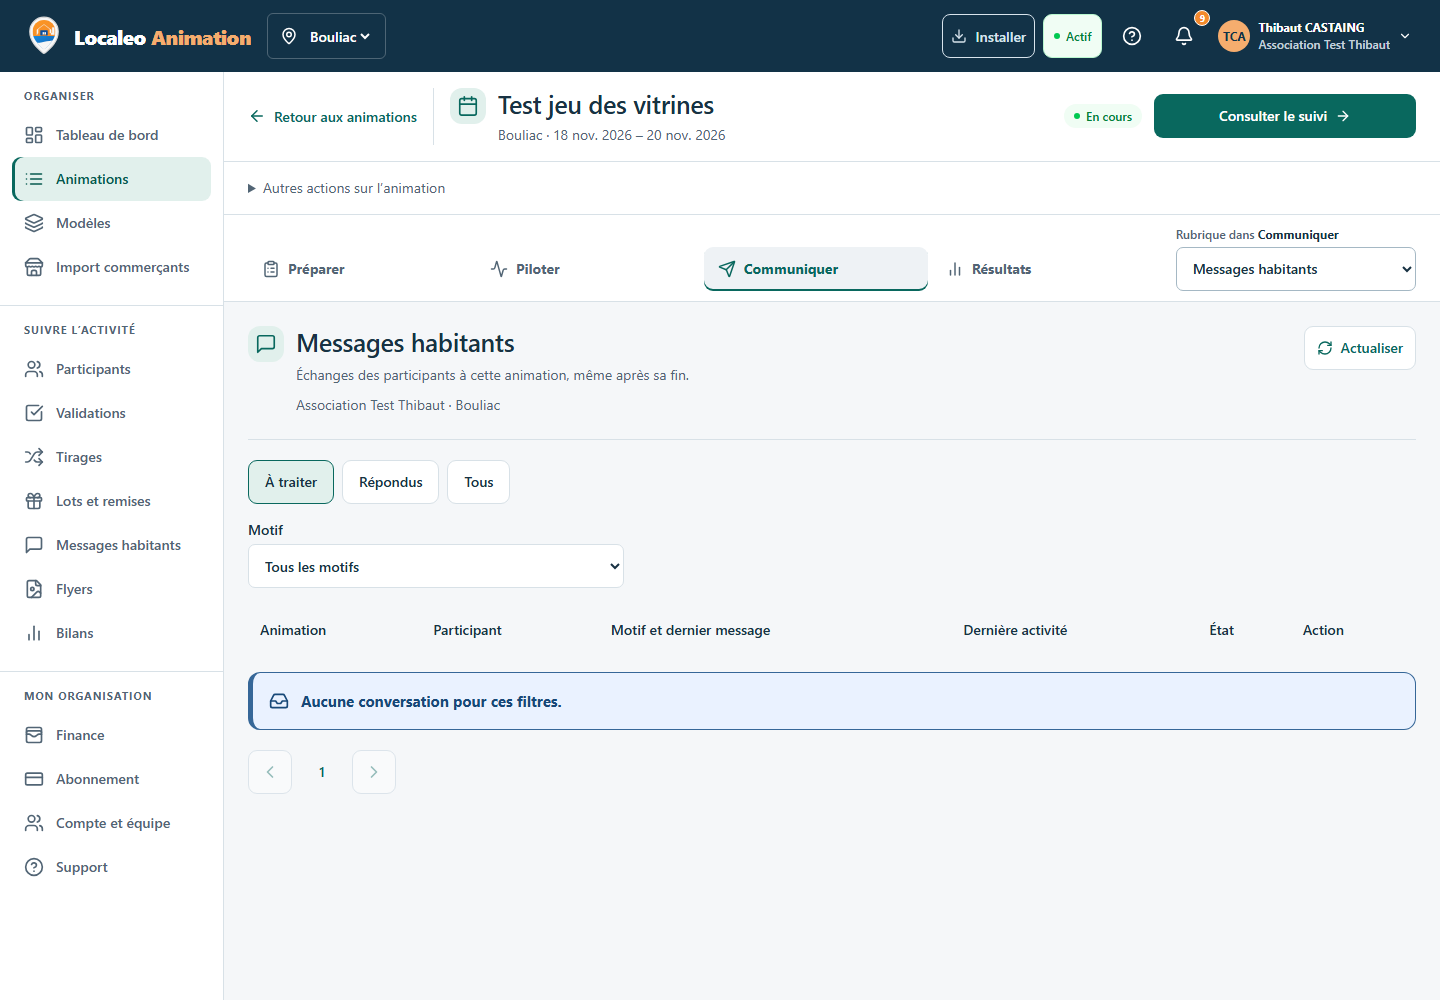 Localeo Animation
Bouliac
Installer
Actif
9
TCA
Thibaut CASTAING
Association Test Thibaut
ORGANISER
Tableau de bord
Animations
Modèles
Import commerçants
SUIVRE L'ACTIVITÉ
Participants
Validations
Tirages
Lots et remises
Messages habitants
Flyers
Bilans
MON ORGANISATION
Finance
Abonnement
Compte et équipe
Support
Retour aux animations
Test jeu des vitrines
Bouliac · 18 nov. 2026 – 20 nov. 2026
En cours
Consulter le suivi
Autres actions sur l'animation
Préparer
Piloter
Communiquer
Résultats
Rubrique dans Communiquer
Messages habitants
Messages habitants
Échanges des participants à cette animation, même après sa fin.
Association Test Thibaut · Bouliac
Actualiser
À traiter
Répondus
Tous
Motif
Tous les motifs
Animation
Participant
Motif et dernier message
Dernière activité
État
Action
Aucune conversation pour ces filtres.
1